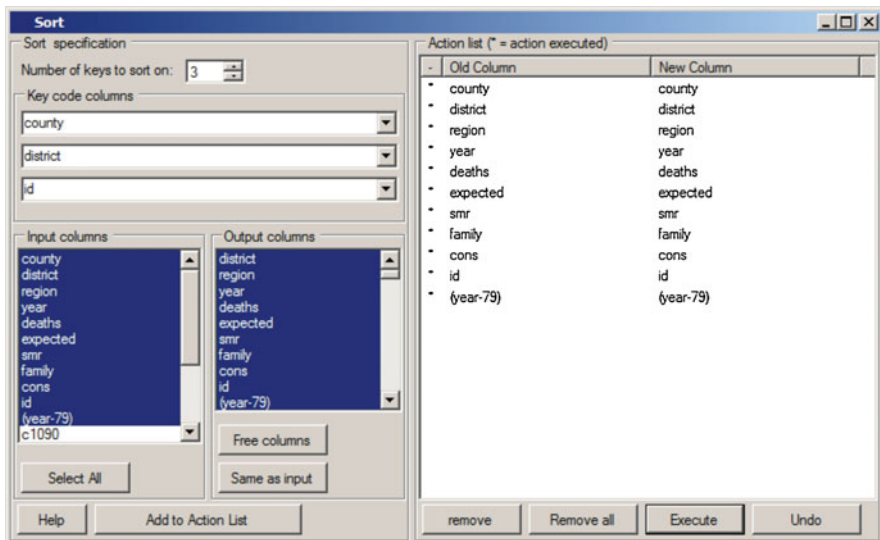 Sort
Sort specification
Number of keys to sort on: 3
Key code columns
county
district
id
Input columns
county
district
region
year
deaths
expected
smr
family
cons
id
(year-79)
c1090
Select All
Output columns
district
region
year
deaths
expected
smr
family
cons
id
(year-79)
Free columns
Same as input
Help Add to Action List
Action list (* = action executed)
- Old Column New Column
* county county
* district district
* region region
* year year
* deaths deaths
* expected expected
* smr smr
* family family
* cons cons
* id id
* (year-79) (year-79)
remove Remove all Execute Undo